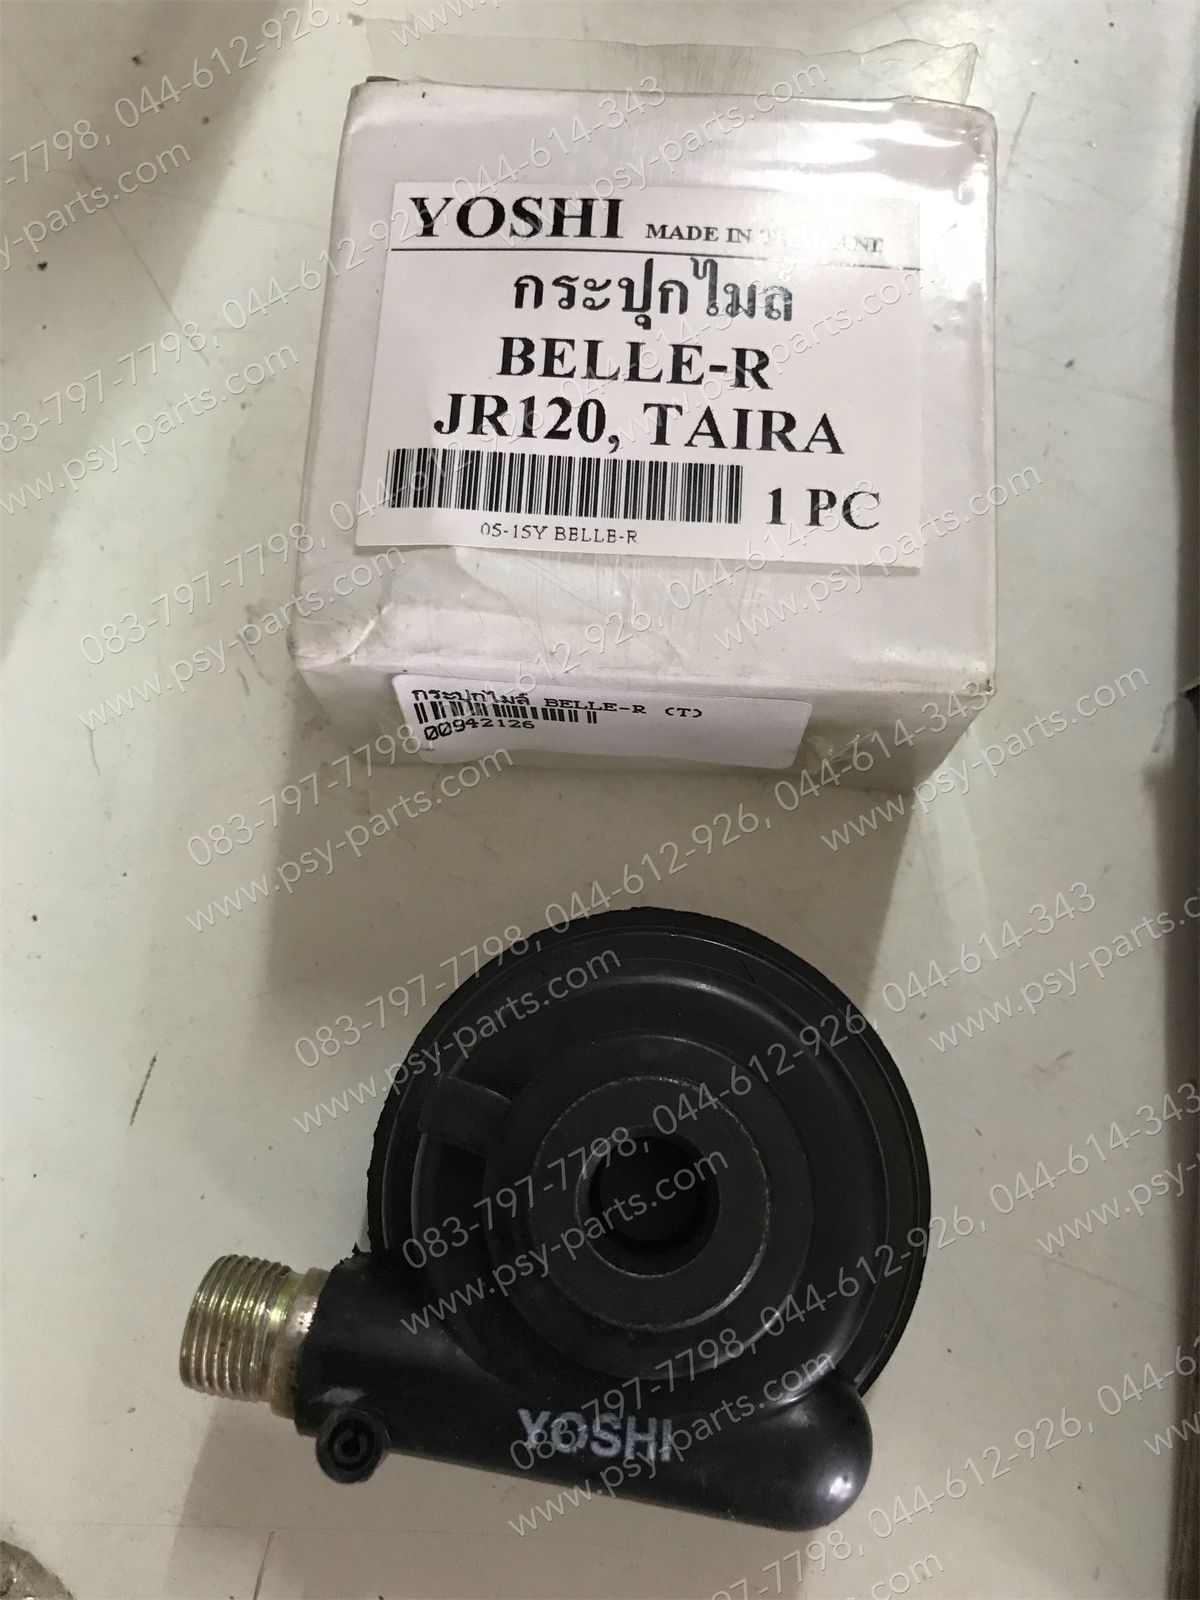 YOSHI MADE IN
กระปุกไมล์
BELLE-R
JR120, TAIRA
1 PC
05-15Y BELLE-R
กระปุกไมล์ BELLE-R (T)
00942126
YOSHI
083-797-7798, 044-612-926, 044-614-343
www.psy-parts.com